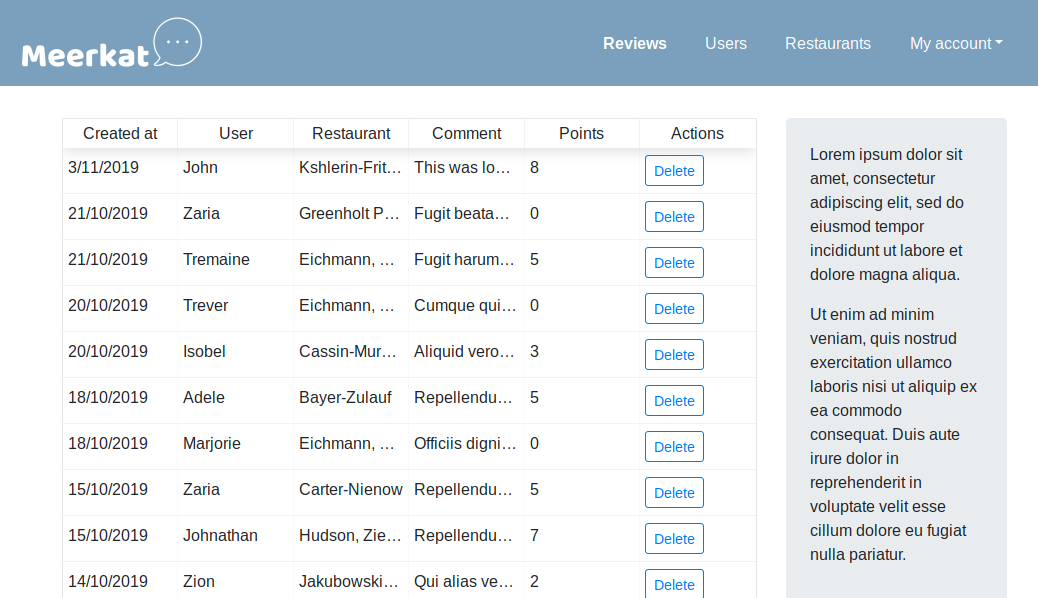 Meerkat
Reviews Users Restaurants My account
Created at User Restaurant Comment Points Actions
3/11/2019 John Kshlerin-Frit... This was lo... 8 Delete
21/10/2019 Zaria Greenholt P... Fugit beata... 0 Delete
21/10/2019 Tremaine Eichmann, ... Fugit harum... 5 Delete
20/10/2019 Trever Eichmann, ... Cumque qui... 0 Delete
20/10/2019 Isobel Cassin-Mur... Aliquid vero... 3 Delete
18/10/2019 Adele Bayer-Zulauf Repellendu... 5 Delete
18/10/2019 Marjorie Eichmann, ... Officiis digni... 0 Delete
15/10/2019 Zaria Carter-Nienow Repellendu... 5 Delete
15/10/2019 Johnathan Hudson, Zie... Repellendu... 7 Delete
14/10/2019 Zion Jakubowski... Qui alias ve... 2 Delete
Lorem ipsum dolor sit
amet, consectetur
adipiscing elit, sed do
eiusmod tempor
incididunt ut labore et
dolore magna aliqua.
Ut enim ad minim
veniam, quis nostrud
exercitation ullamco
laboris nisi ut aliquip ex
ea commodo
consequat. Duis aute
irure dolor in
reprehenderit in
voluptate velit esse
cillum dolore eu fugiat
nulla pariatur.